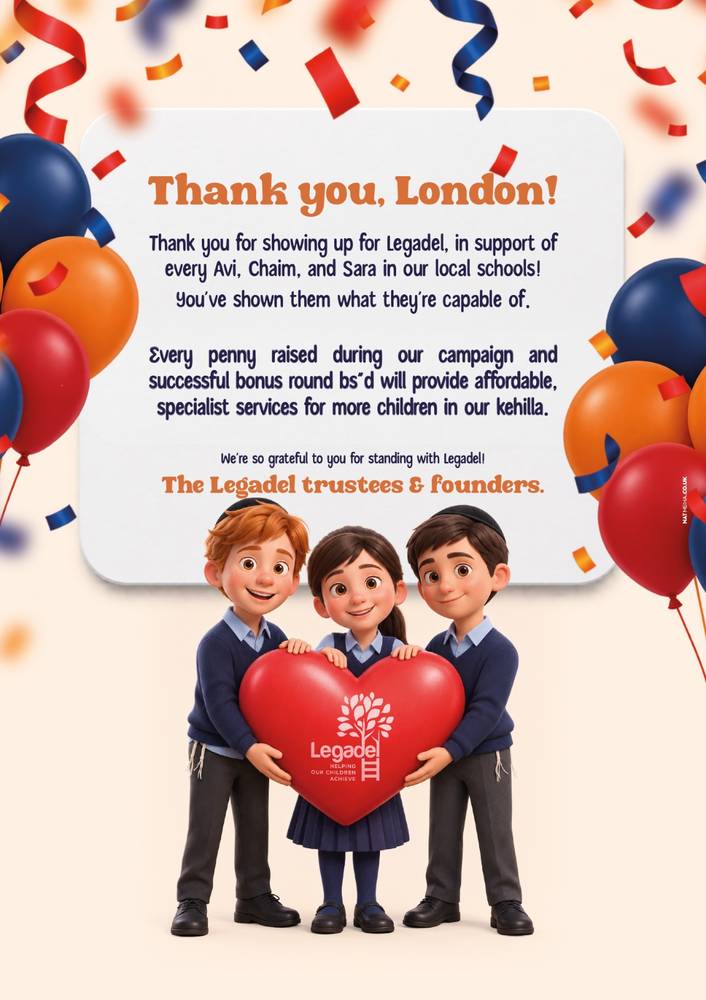 Thank you, London!
Thank you for showing up for Legadel, in support of
every Avi, Chaim, and Sara in our local schools!
You've shown them what they're capable of.
Every penny raised during our campaign and
successful bonus round bs"d will provide affordable,
specialist services for more children in our kehilla.
We're so grateful to you for standing with Legadel!
The Legadel trustees & founders.
Legadel
HELPING
OUR CHILDREN
ACHIEVE